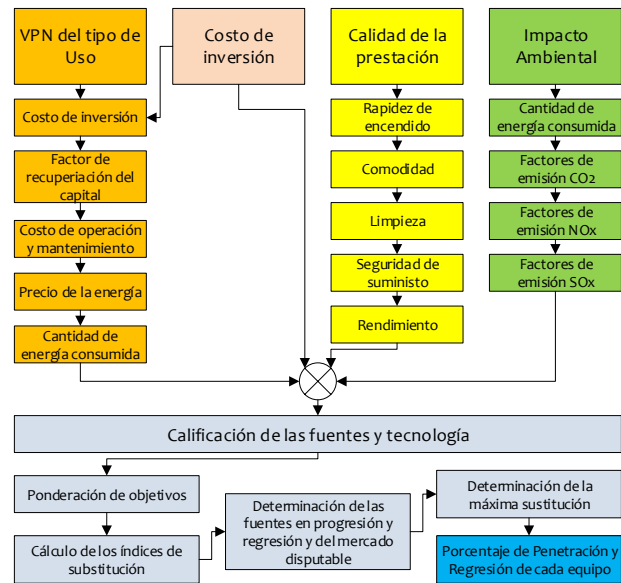 VPN del tipo de
Uso
Costo de
inversión
Calidad de la
prestación
Impacto
Ambiental
Costo de inversión
Factor de
recuperiación del
capital
Costo de operación
y mantenimiento
Precio de la energía
Cantidad de
energía consumida
Rapidez de
encendido
Comodidad
Limpieza
Seguridad de
suministo
Rendimiento
Cantidad de
energía consumida
Factores de
emisión CO2
Factores de
emisión NOx
Factores de
emisión SOx
Calificación de las fuentes y tecnología
Ponderación de objetivos
Cálculo de los índices de
substitución
Determinación de las
fuentes en progresión y
regresión y del mercado
disputable
Determinación de la
máxima sustitución
Porcentaje de Penetración y
Regresión de cada equipo